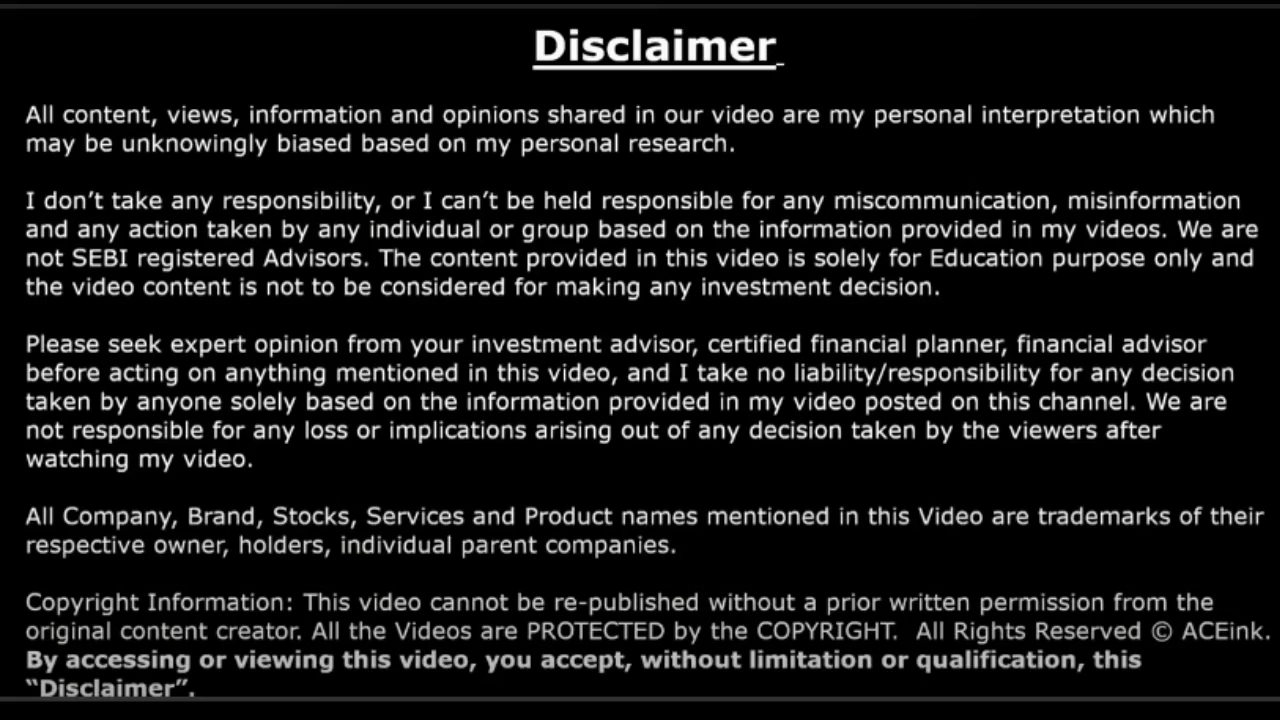 Disclaimer
All content, views, information and opinions shared in our video are my personal interpretation which
may be unknowingly biased based on my personal research.
I don’t take any responsibility, or I can’t be held responsible for any miscommunication, misinformation
and any action taken by any individual or group based on the information provided in my videos. We are
not SEBI registered Advisors. The content provided in this video is solely for Education purpose only and
the video content is not to be considered for making any investment decision.
Please seek expert opinion from your investment advisor, certified financial planner, financial advisor
before acting on anything mentioned in this video, and I take no liability/responsibility for any decision
taken by anyone solely based on the information provided in my video posted on this channel. We are
not responsible for any loss or implications arising out of any decision taken by the viewers after
watching my video.
All Company, Brand, Stocks, Services and Product names mentioned in this Video are trademarks of their
respective owner, holders, individual parent companies.
Copyright Information: This video cannot be re-published without a prior written permission from the
original content creator. All the Videos are PROTECTED by the COPYRIGHT.  All Rights Reserved © ACEink.
By accessing or viewing this video, you accept, without limitation or qualification, this
“Disclaimer”.